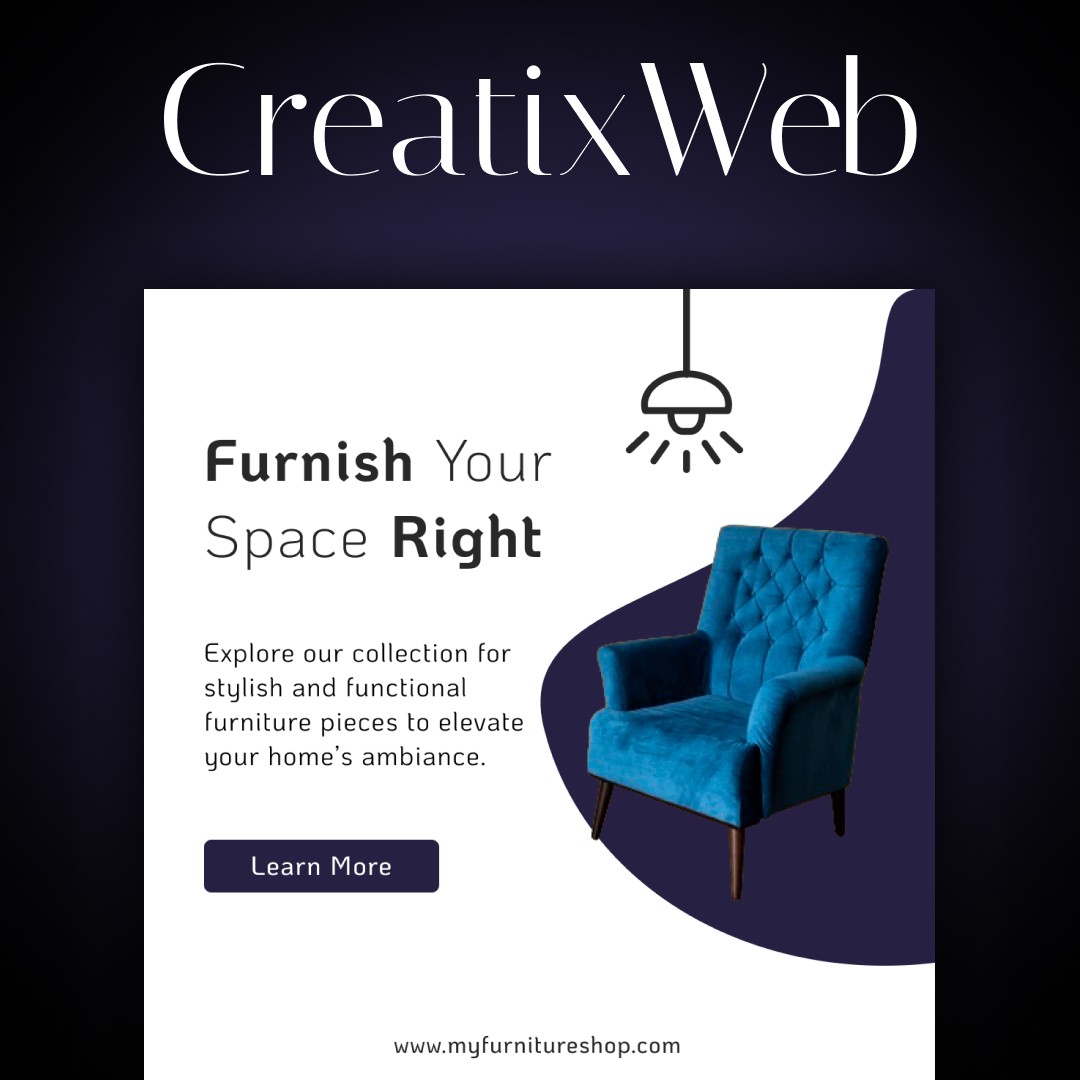 CreatixWeb
Furnish Your
Space Right
Explore our collection for
stylish and functional
furniture pieces to elevate
your home’s ambiance.
Learn More
www.myfurnitureshop.com